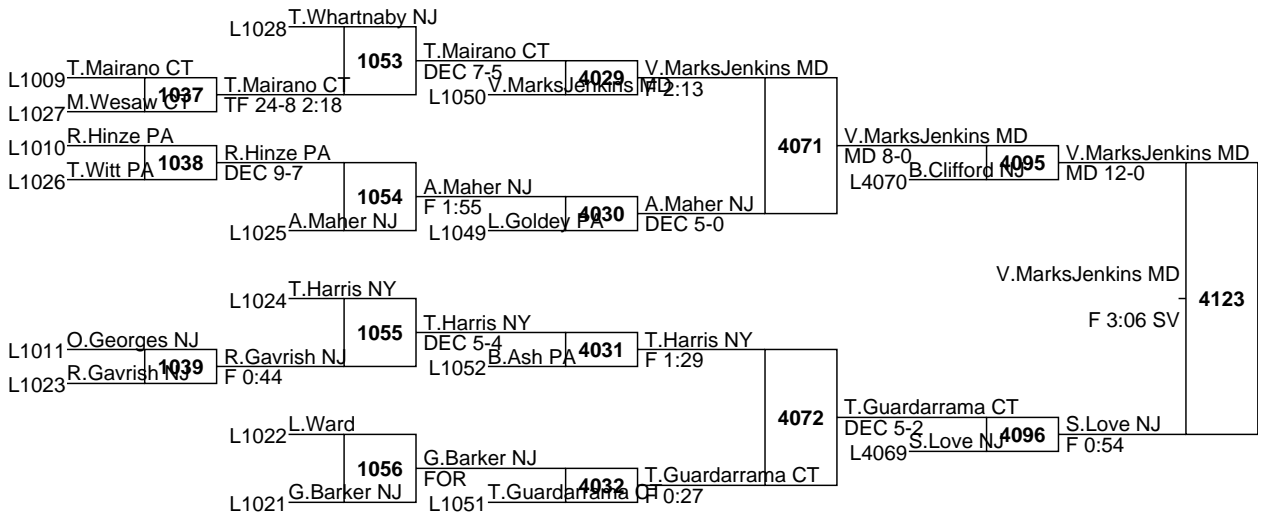 L1028 T.Whartnaby NJ
1053
T.Mairano CT
DEC 7-5
L1009 T.Mairano CT
1037
T.Mairano CT
TF 24-8 2:18
L1027 M.Wesaw CT
4029
V.MarksJenkins MD
F 2:13
L1050 V.MarksJenkins MD
L1010 R.Hinze PA
1038
R.Hinze PA
DEC 9-7
L1026 T.Witt PA
4071
V.MarksJenkins MD
MD 8-0
1054
A.Maher NJ
F 1:55
L1025 A.Maher NJ
4030
A.Maher NJ
DEC 5-0
L1049 L.Goldey PA
4095
V.MarksJenkins MD
MD 12-0
L4070 B.Clifford NJ
V.MarksJenkins MD
4123
F 3:06 SV
L1024 T.Harris NY
1055
T.Harris NY
DEC 5-4
L1011 O.Georges NJ
1039
R.Gavrish NJ
F 0:44
L1023 R.Gavrish NJ
4031
T.Harris NY
F 1:29
L1052 B.Ash PA
4072
T.Guardarrama CT
DEC 5-2
L1022 L.Ward
1056
G.Barker NJ
FOR
L1021 G.Barker NJ
4032
T.Guardarrama CT
F 0:27
L1051 T.Guardarrama CT
4096
S.Love NJ
F 0:54
L4069 S.Love NJ